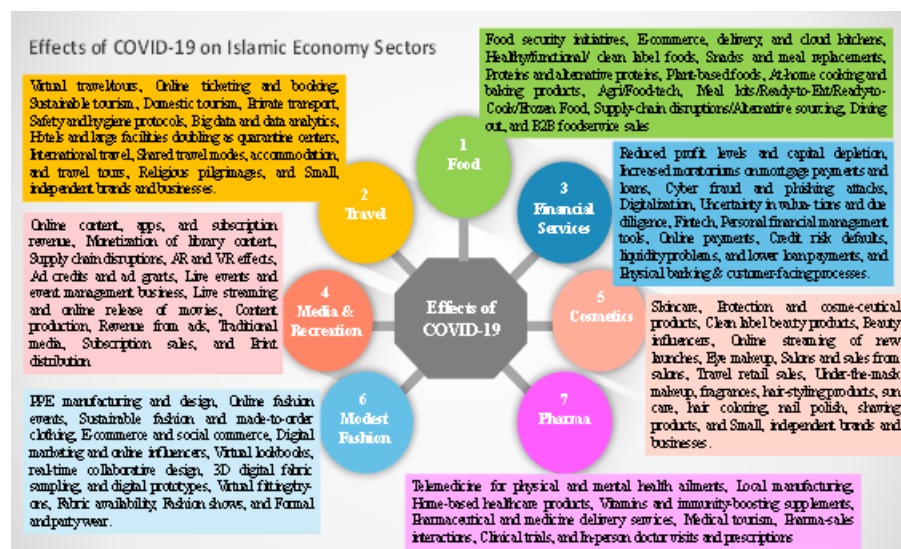 Effects of COVID-19 on Islamic Economy Sectors
Food security initiatives, E-commerce, delivery, and cloud kitchens,
Healthy/functional/ clean label foods, Snacks and meal replacements,
Proteins and alternative proteins, Plant-based foods, At-home cooking and
baking products, Agri/Food-tech, Meal kits/Ready-to-Eat/Ready-to-
Cook/Frozen Food, Supply-chain disruptions/Alternative sourcing, Dining
out, and B2B foodservice sales
Virtual travel/tours, Online ticketing and booking,
Sustainable tourism, Domestic tourism, Private transport,
Safety and hygiene protocols, Big data and data analytics,
Hotels and large facilities doubling as quarantine centers,
International travel, Shared travel modes, accommodation,
and travel tours, Religious pilgrimages, and Small,
independent brands and businesses.
1
Food
2
Travel
3
Financial
Services
Reduced profit levels and capital depletion,
Increased moratoriums on mortgage payments and
loans, Cyber fraud and phishing attacks,
Digitalization, Uncertainty in valua- tions and due
diligence, Fintech, Personal financial management
tools, Online payments, Credit risk defaults,
liquidity problems, and lower loan payments, and
Physical banking & customer-facing processes.
Online content, apps, and subscription
revenue, Monetization of library content,
Supply chain disruptions, AR and VR effects,
Ad credits and ad grants, Live events and
event management business, Live streaming
and online release of movies, Content
production, Revenue from ads, Traditional
media, Subscription sales, and Print
distribution
4
Media &
Recreation
Effects of
COVID-19
5
Cosmetics
Skincare, Protection and cosme-ceutical
products, Clean label beauty products, Beauty
influencers, Online streaming of new
launches, Eye makeup, Salons and sales from
salons, Travel retail sales, Under-the-mask
makeup, fragrances, hair-styling products, sun
care, hair coloring, nail polish, shaving
products, and Small, independent brands and
businesses.
PPE manufacturing and design, Online fashion
events, Sustainable fashion and made-to-order
clothing, E-commerce and social commerce, Digital
marketing and online influencers, Virtual lookbooks,
real-time collaborative design, 3D digital fabric
sampling, and digital prototypes, Virtual fitting/try-
ons, Fabric availability, Fashion shows, and Formal
and party wear.
6
Modest
Fashion
7
Pharma
Telemedicine for physical and mental health ailments, Local manufacturing,
Home-based healthcare products, Vitamins and immunity-boosting supplements,
Pharmaceutical and medicine delivery services, Medical tourism, Pharma-sales
interactions, Clinical trials, and In-person doctor visits and prescriptions